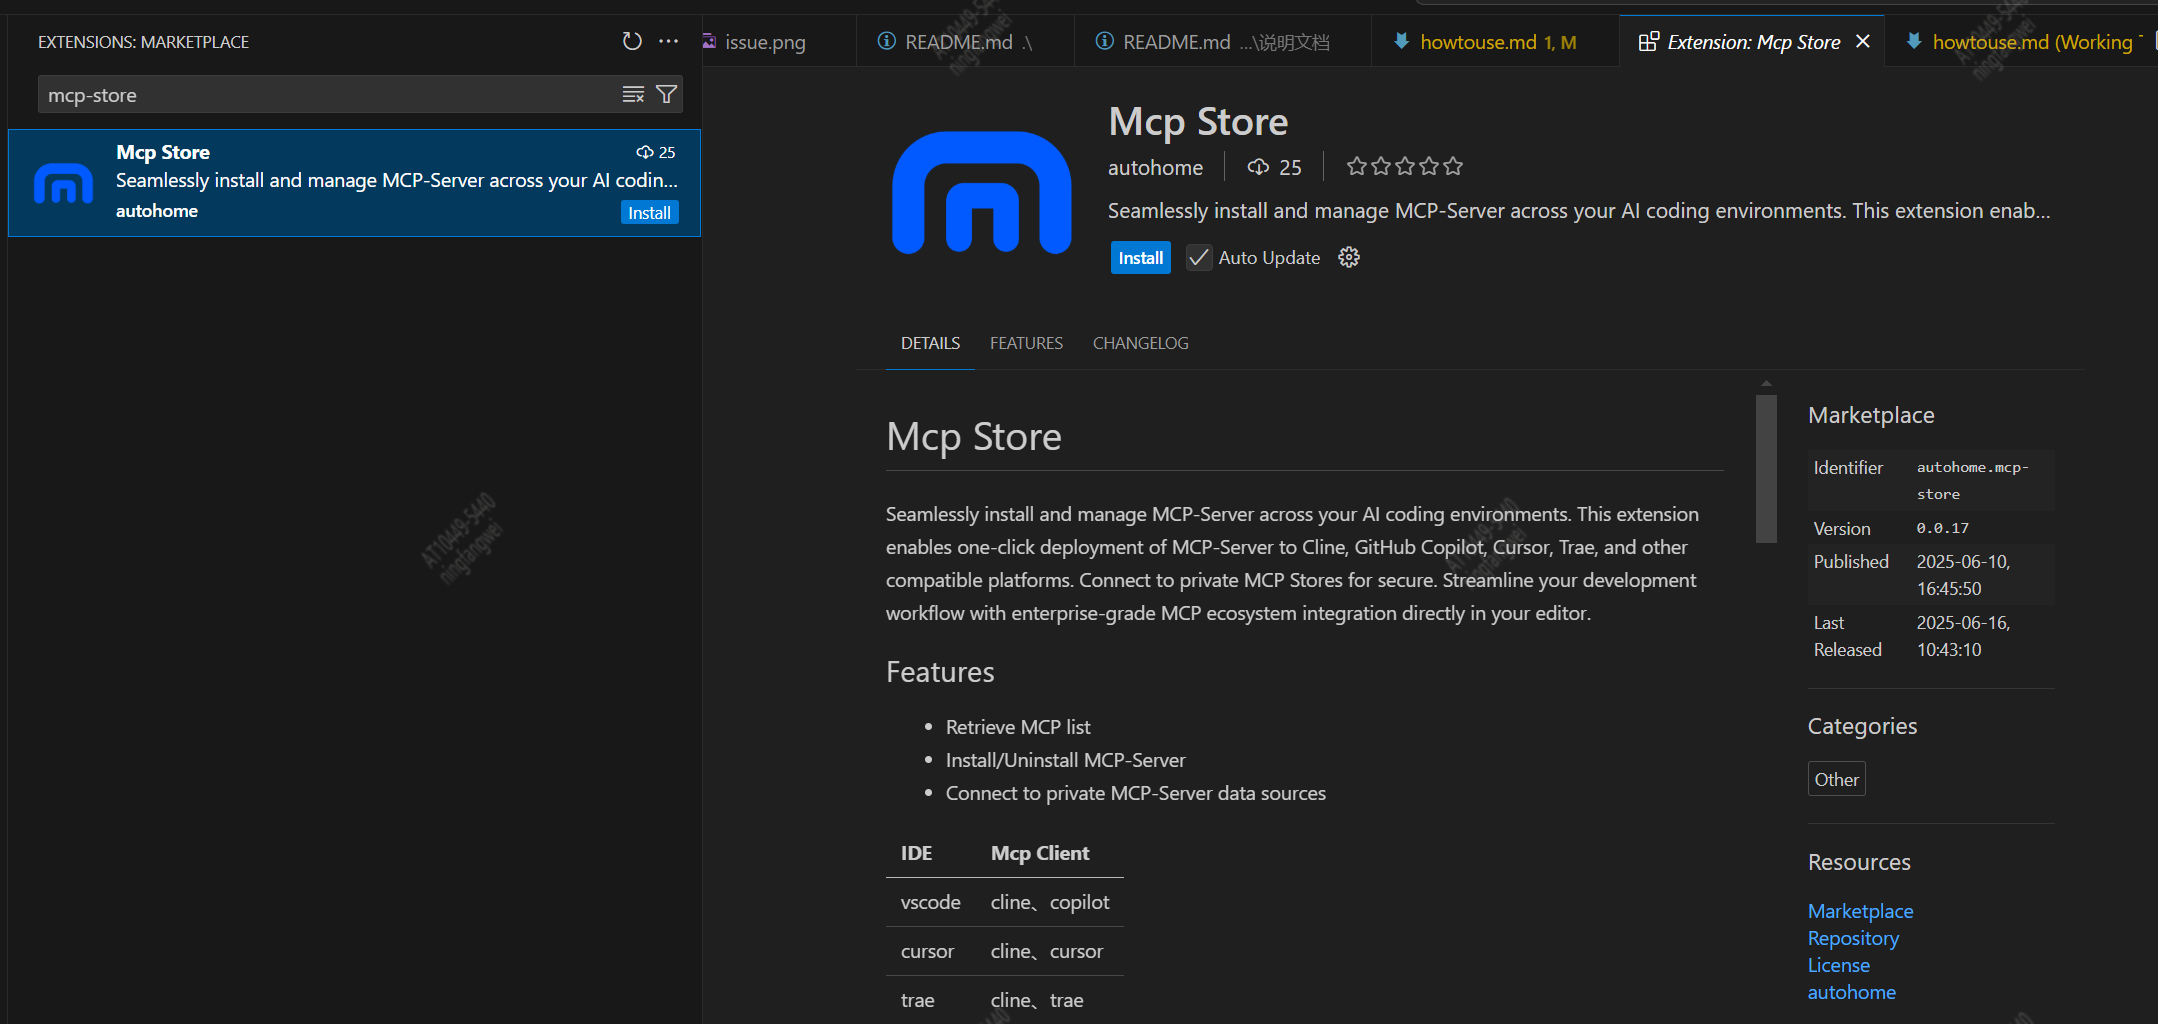 EXTENSIONS: MARKETPLACE
mcp-store
Mcp Store
25
Seamlessly install and manage MCP-Server across your AI codin...
autohome
Install
issue.png
README.md .\
README.md ...\说明文档
howtouse.md 1, M
Extension: Mcp Store
howtouse.md (Working
Mcp Store
autohome
25
Seamlessly install and manage MCP-Server across your AI coding environments. This extension enab...
Install
Auto Update
DETAILS
FEATURES
CHANGELOG
Mcp Store
Seamlessly install and manage MCP-Server across your AI coding environments. This extension
enables one-click deployment of MCP-Server to Cline, GitHub Copilot, Cursor, Trae, and other
compatible platforms. Connect to private MCP Stores for secure. Streamline your development
workflow with enterprise-grade MCP ecosystem integration directly in your editor.
Features
• Retrieve MCP list
• Install/Uninstall MCP-Server
• Connect to private MCP-Server data sources
IDE Mcp Client
vscode cline、copilot
cursor cline、cursor
trae cline、trae
Marketplace
Identifier autohome.mcp-
store
Version 0.0.17
Published 2025-06-10,
16:45:50
Last 2025-06-16,
Released 10:43:10
Categories
Other
Resources
Marketplace
Repository
License
autohome
AT10449-5440
ningfangwei